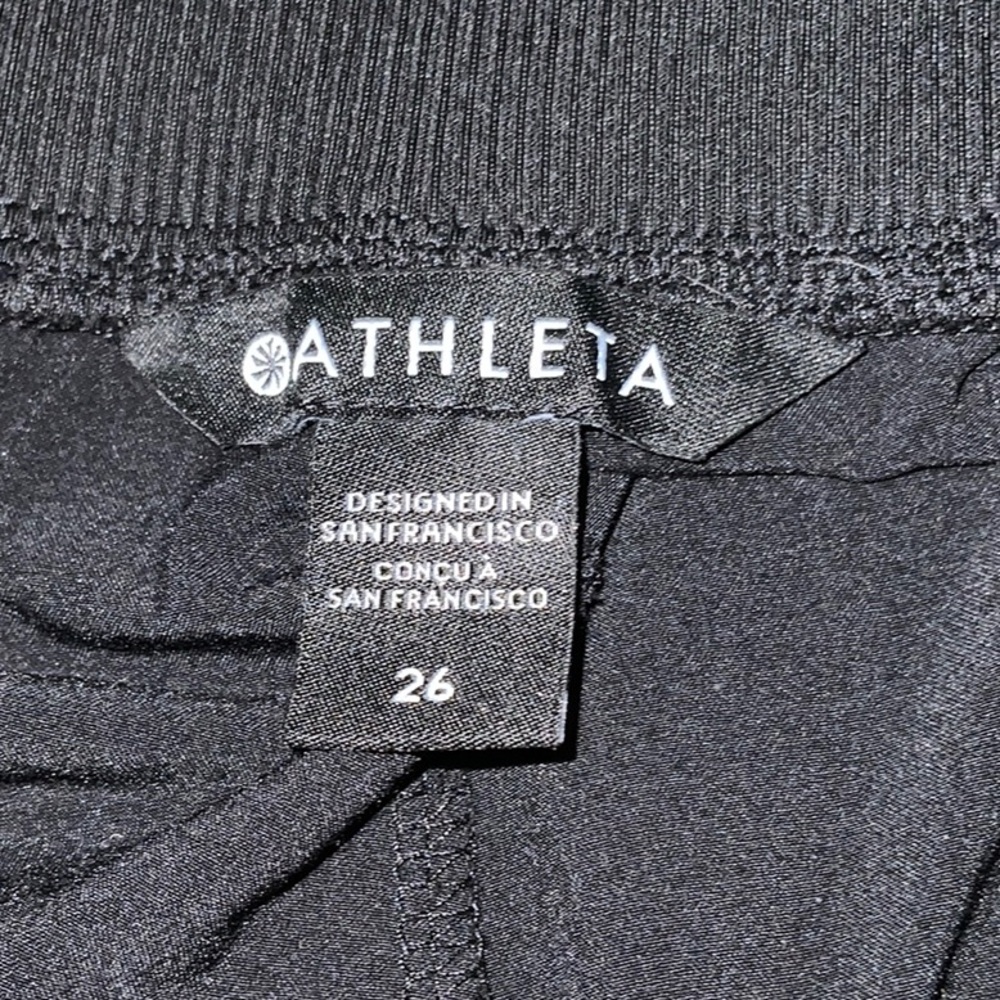 ATHLETA
DESIGNED IN
SAN FRANCISCO
CONÇU À
SAN FRANCISCO
26